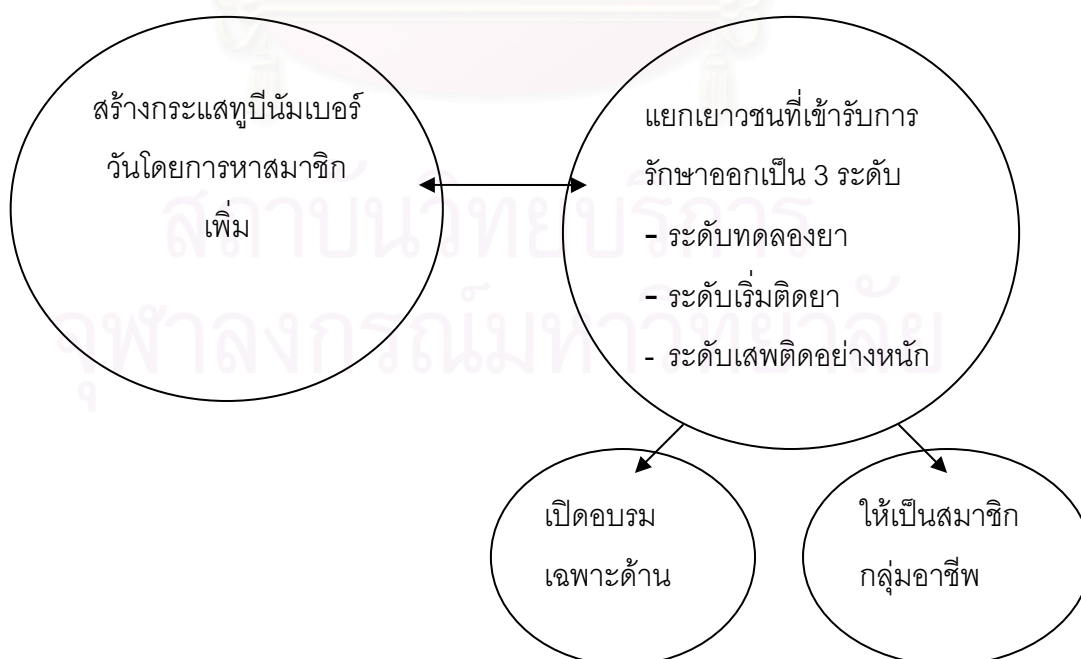 สร้างกระแสทูบีนัมเบอร์
วันโดยการหาสมาชิก
เพิ่ม
แยกเยาวชนที่เข้ารับการ
รักษาออกเป็น 3 ระดับ
- ระดับทดลองยา
- ระดับเริ่มติดยา
- ระดับเสพติดอย่างหนัก
เปิดอบรม
เฉพาะด้าน
ให้เป็นสมาชิก
กลุ่มอาชีพ
สถาบันวิทยบริการ
จุฬาลงกรณ์มหาวิทยาลัย